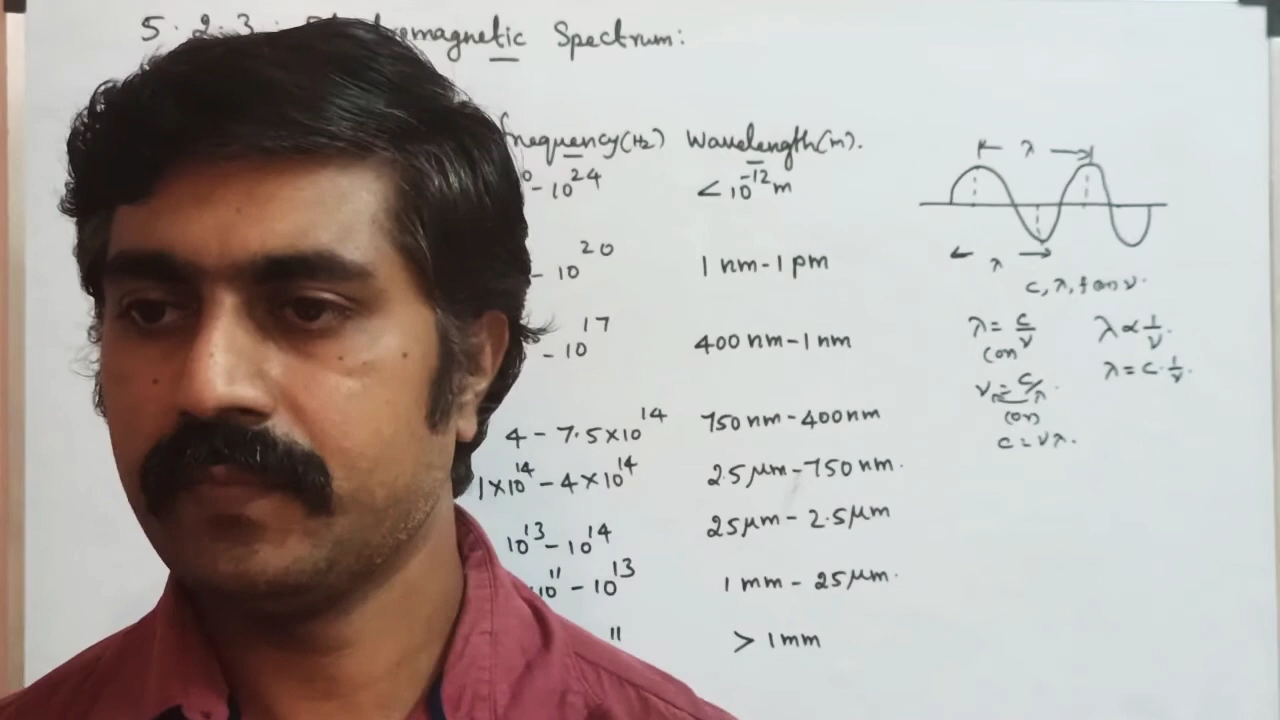 5.2.3: Electromagnetic Spectrum:
frequency(Hz) Wavelength(m).
- 10^24 < 10^-12 m
- 10^20 1 nm - 1 pm
- 10^17 400 nm - 1 nm
4 - 7.5×10^14 750 nm - 400 nm
1×10^14 - 4×10^14 2.5 μm - 750 nm.
10^13 - 10^14 25 μm - 2.5 μm
10^11 - 10^13 1 mm - 25 μm.
11 > 1 mm
λ
λ
c, λ, f or ν.
λ = c/ν λ ∝ 1/ν.
(or) λ = c.1/ν.
ν = c/λ.
(or)
c = νλ.